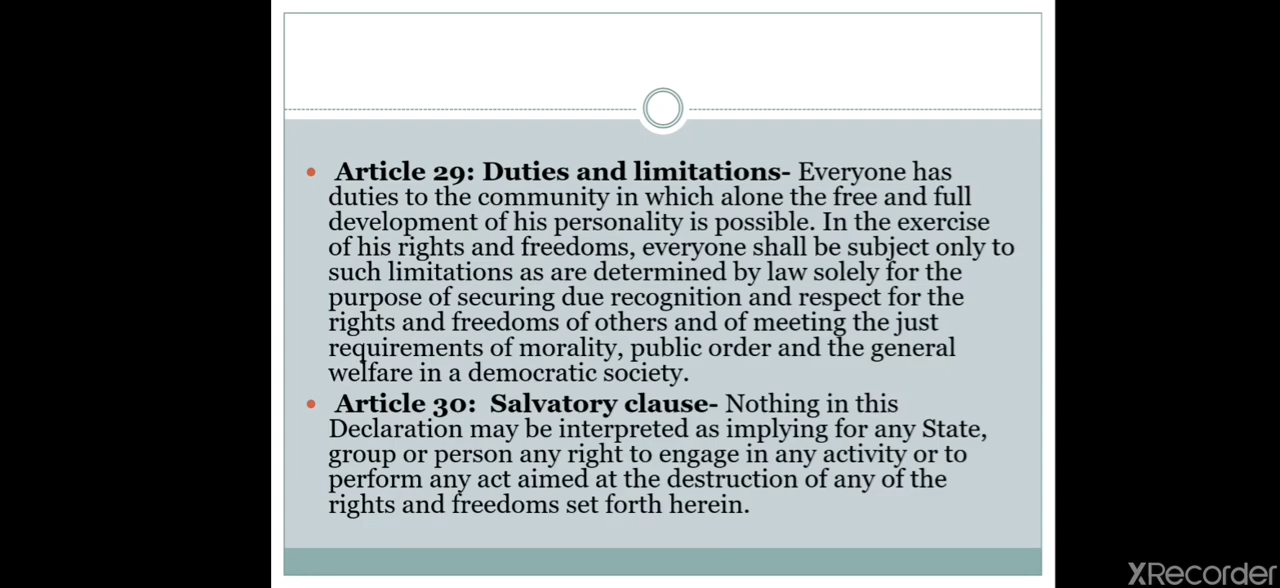 Article 29: Duties and limitations- Everyone has
duties to the community in which alone the free and full
development of his personality is possible. In the exercise
of his rights and freedoms, everyone shall be subject only to
such limitations as are determined by law solely for the
purpose of securing due recognition and respect for the
rights and freedoms of others and of meeting the just
requirements of morality, public order and the general
welfare in a democratic society.
Article 30:  Salvatory clause- Nothing in this
Declaration may be interpreted as implying for any State,
group or person any right to engage in any activity or to
perform any act aimed at the destruction of any of the
rights and freedoms set forth herein.
XRecorder